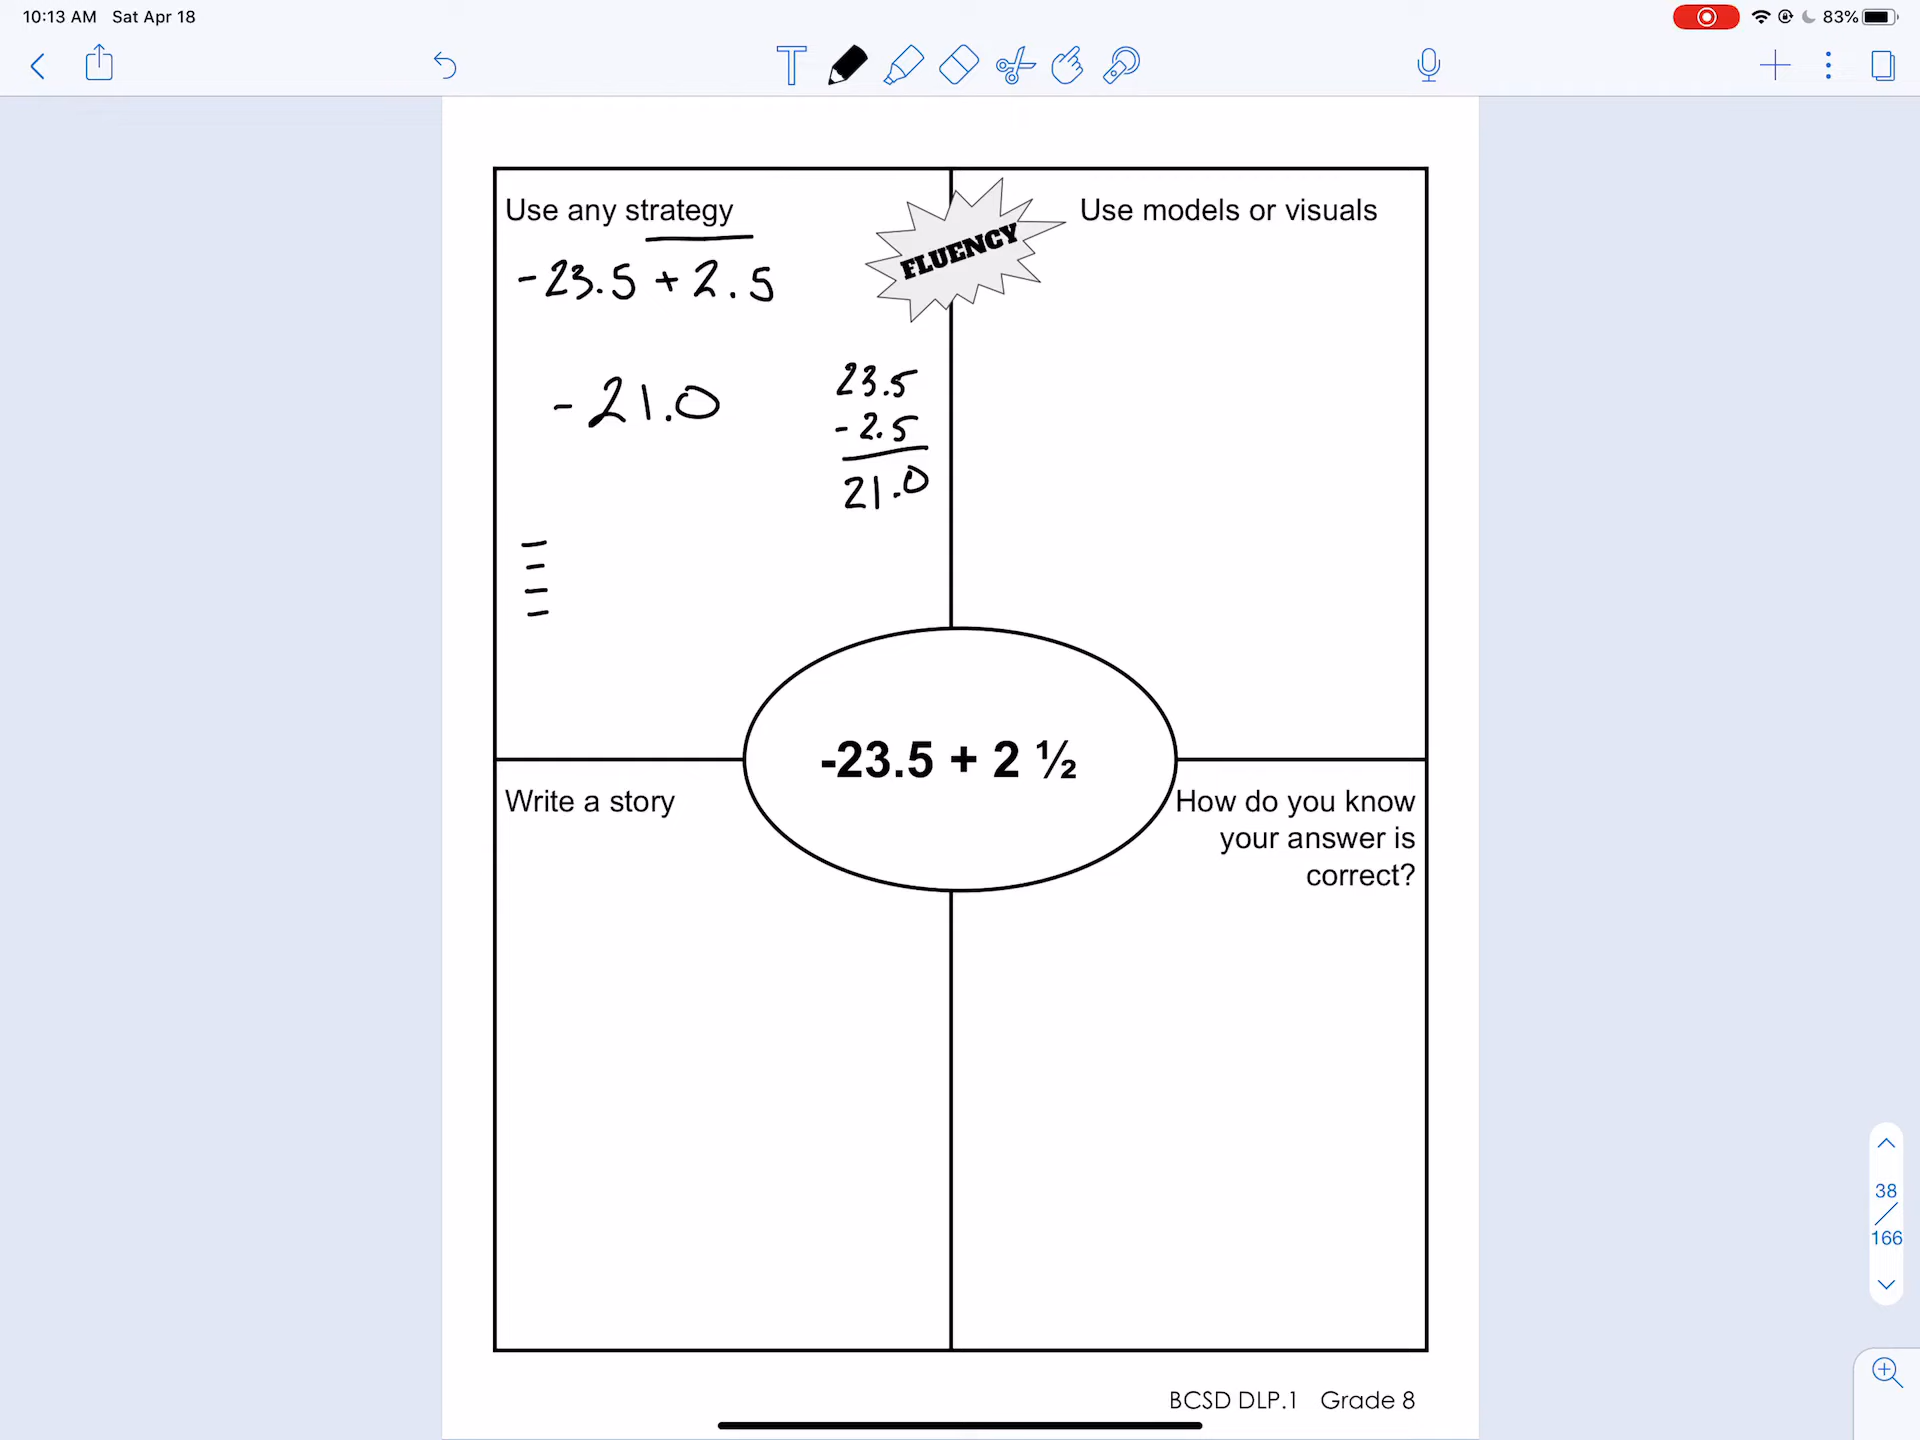 10:13 AM Sat Apr 18
83%
Use any strategy
FLUENCY
Use models or visuals
-23.5 + 2.5
-21.0
23.5
- 2.5
21.0
-23.5 + 2 ½
Write a story
How do you know
your answer is
correct?
38
166
BCSD DLP.1 Grade 8